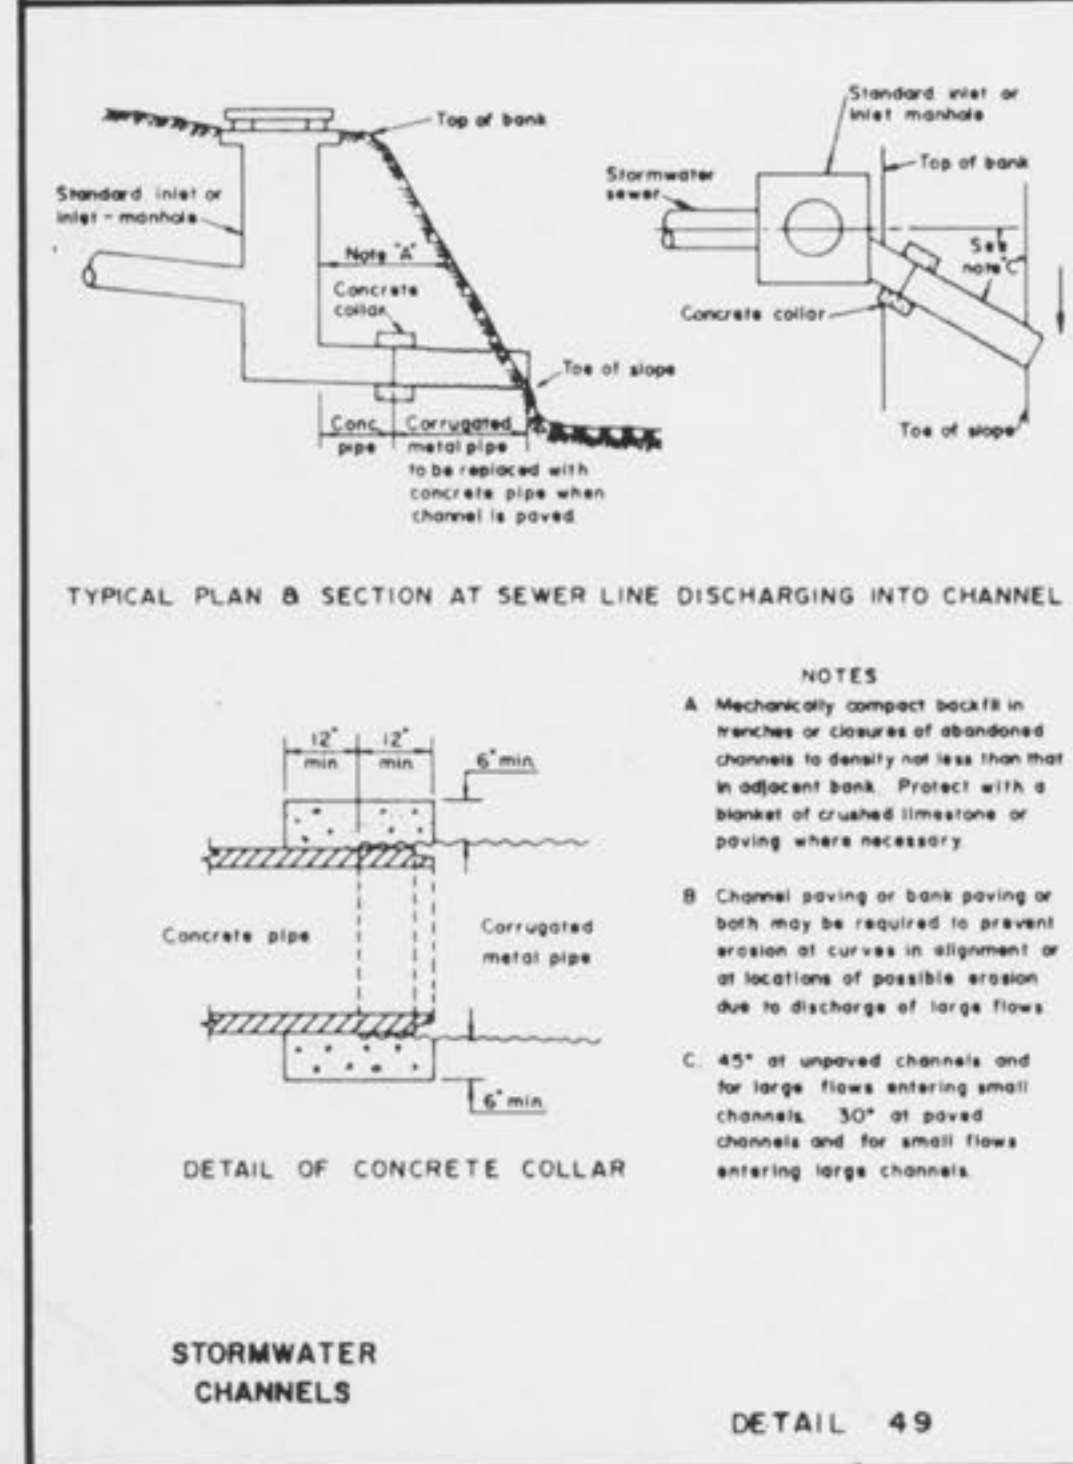 Top of bank
Standard inlet or
inlet - manhole
Note "A"
Concrete
collar
Toe of slope
Conc.
pipe
Corrugated
metal pipe
to be replaced with
concrete pipe when
channel is paved.
Standard inlet or
inlet manhole
Top of bank
Stormwater
sewer
See
note "C"
Concrete collar
Toe of slope
TYPICAL PLAN & SECTION AT SEWER LINE DISCHARGING INTO CHANNEL
12" 12"
min. min.
6" min.
Concrete pipe
Corrugated
metal pipe
6" min.
DETAIL OF CONCRETE COLLAR
NOTES
A Mechanically compact backfill in
trenches or closures of abandoned
channels to density not less than that
in adjacent bank. Protect with a
blanket of crushed limestone or
paving where necessary.
B Channel paving or bank paving or
both may be required to prevent
erosion at curves in alignment or
at locations of possible erosion
due to discharge of large flows.
C. 45° at unpaved channels and
for large flows entering small
channels. 30° at paved
channels and for small flows
entering large channels.
STORMWATER
CHANNELS
DETAIL 49